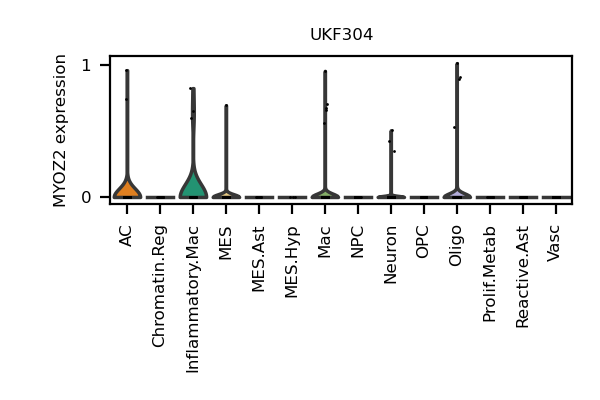 UKF304
MYOZ2 expression
1
0
AC
Chromatin.Reg
Inflammatory.Mac
MES
MES.Ast
MES.Hyp
Mac
NPC
Neuron
OPC
Oligo
Prolif.Metab
Reactive.Ast
Vasc